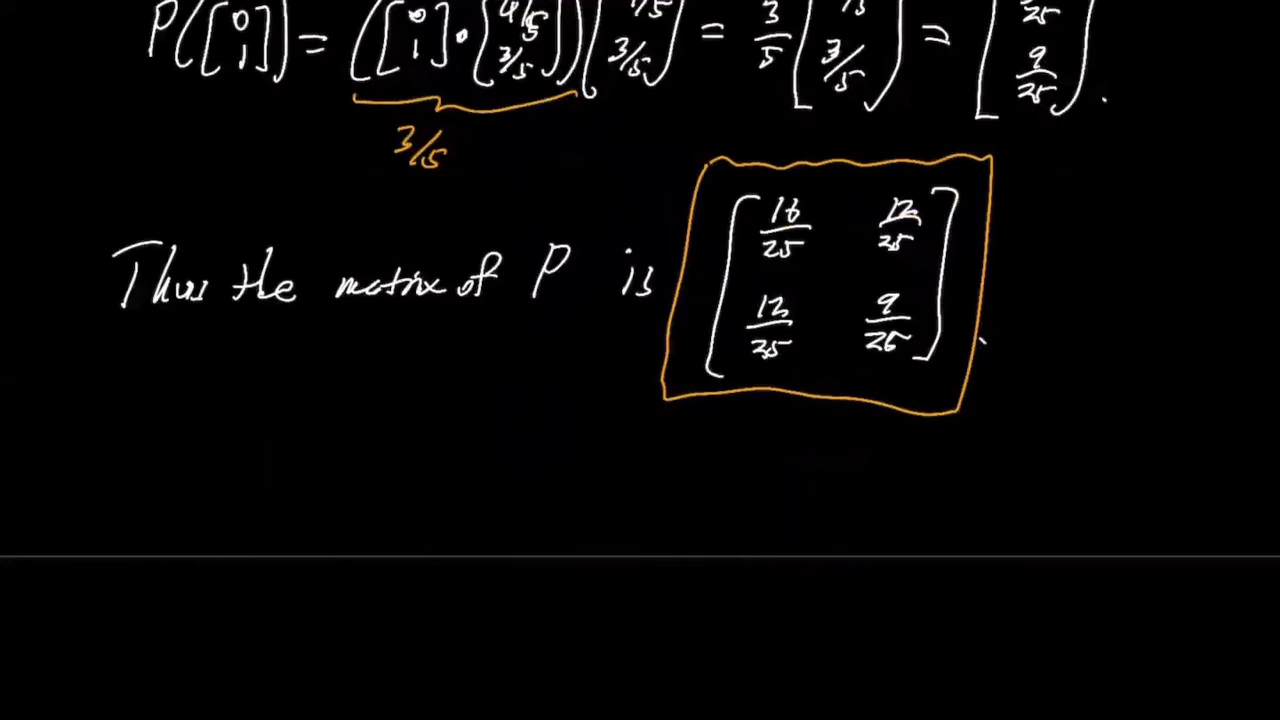 P([0 1]) = ([0 1] · [4/5 3/5]) [4/5 3/5] = 3/5 [4/5 3/5] = [12/25 9/25].
3/5
Thus the matrix of P is [16/25 12/25
12/25 9/25].